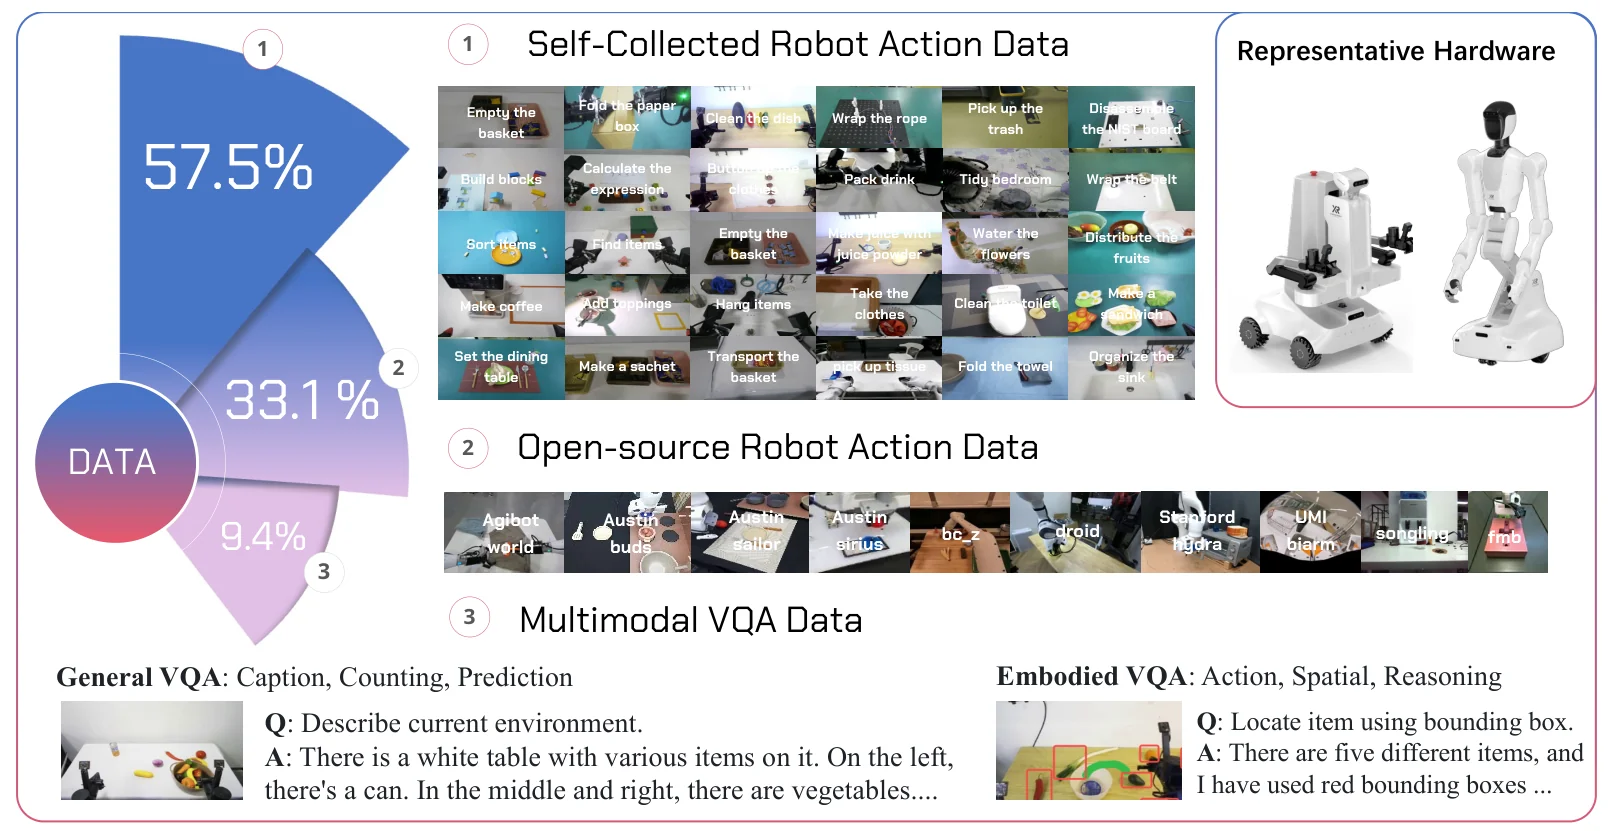 1
57.5%
2
33.1 %
DATA
9.4%
3
1 Self-Collected Robot Action Data
Empty the
basket
Fold the paper
box
Clean the dish
Wrap the rope
Pick up the
trash
Disassemble
the NIST board
Build blocks
Calculate the
expression
Button
clothes
Pack drink
Tidy bedroom
Wrap the belt
Sort items
Find items
Empty the
basket
Make juice with
juice powder
Water the
flowers
Distribute the
fruits
Make coffee
Add toppings
Hang items
Take the
clothes
Clean the toilet
Make a
sandwich
Set the dining
table
Make a sachet
Transport the
basket
pick up tissue
Fold the towel
Organize the
sink
Representative Hardware
XR
2 Open-source Robot Action Data
Agibot
world
Austin
buds
Austin
sailor
Austin
sirius
bc_z
droid
Stanford
hydra
UMI
biarm
songling
fmb
3 Multimodal VQA Data
General VQA: Caption, Counting, Prediction
Q: Describe current environment.
A: There is a white table with various items on it. On the left,
there's a can. In the middle and right, there are vegetables....
Embodied VQA: Action, Spatial, Reasoning
Q: Locate item using bounding box.
A: There are five different items, and
I have used red bounding boxes ...